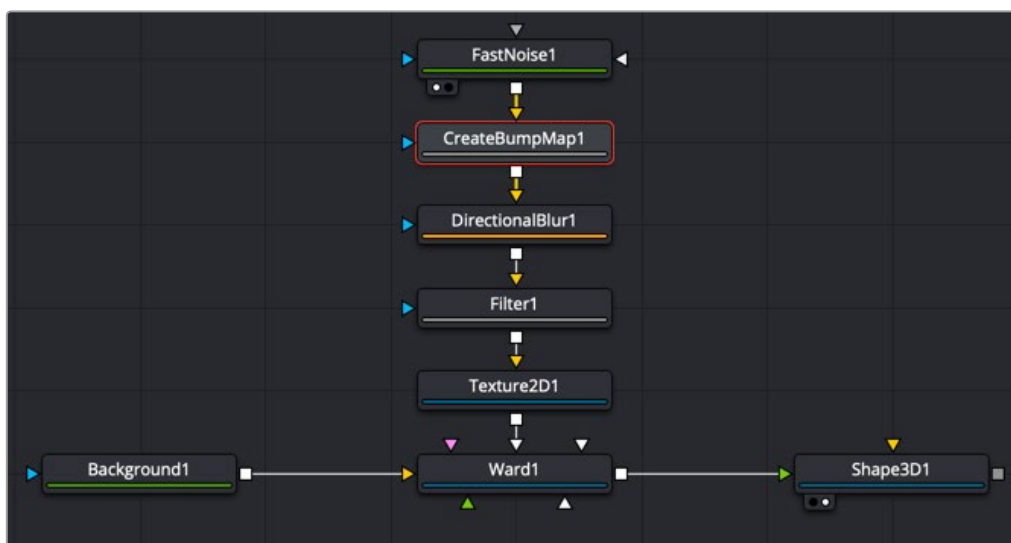 FastNoise1
CreateBumpMap1
DirectionalBlur1
Filter1
Texture2D1
Background1
Ward1
Shape3D1